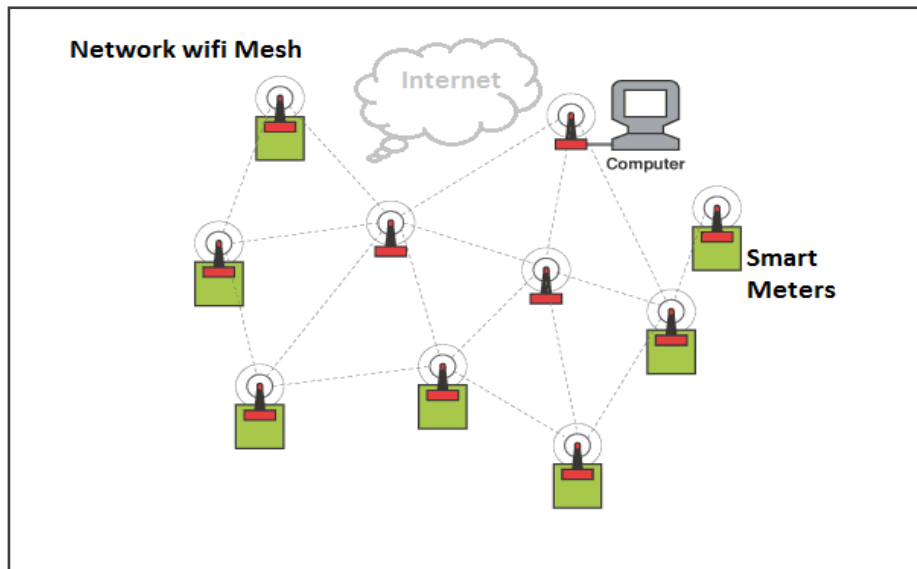 Network wifi Mesh
Internet
Computer
Smart
Meters